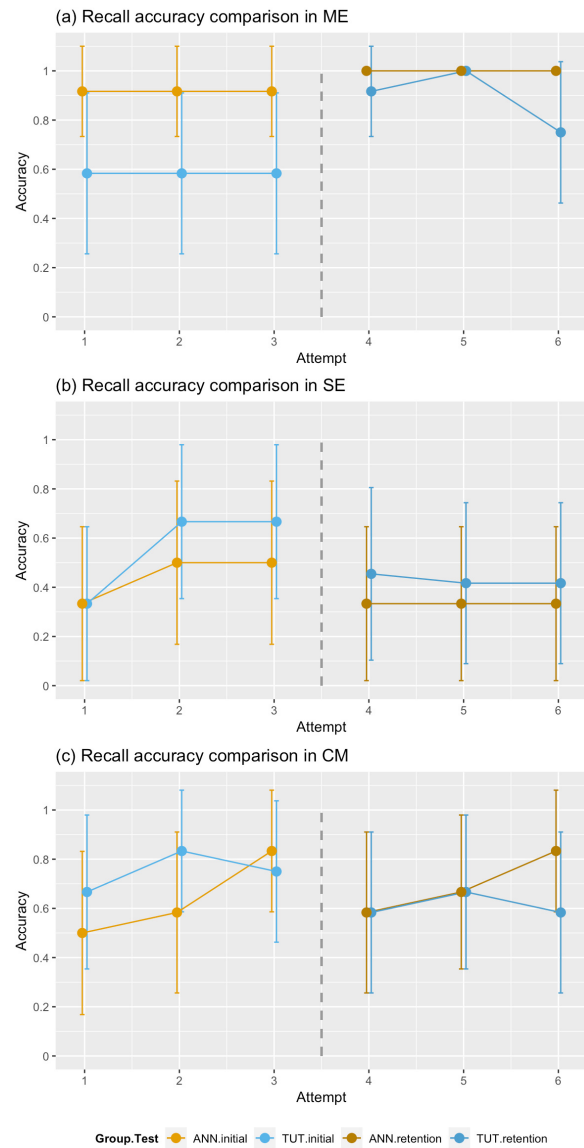 (a) Recall accuracy comparison in ME
Accuracy
1
0.8
0.6
0.4
0.2
0
1 2 3 4 5 6
Attempt
(b) Recall accuracy comparison in SE
Accuracy
1
0.8
0.6
0.4
0.2
0
1 2 3 4 5 6
Attempt
(c) Recall accuracy comparison in CM
Accuracy
1
0.8
0.6
0.4
0.2
0
1 2 3 4 5 6
Attempt
Group.Test ANN.initial TUT.initial ANN.retention TUT.retention